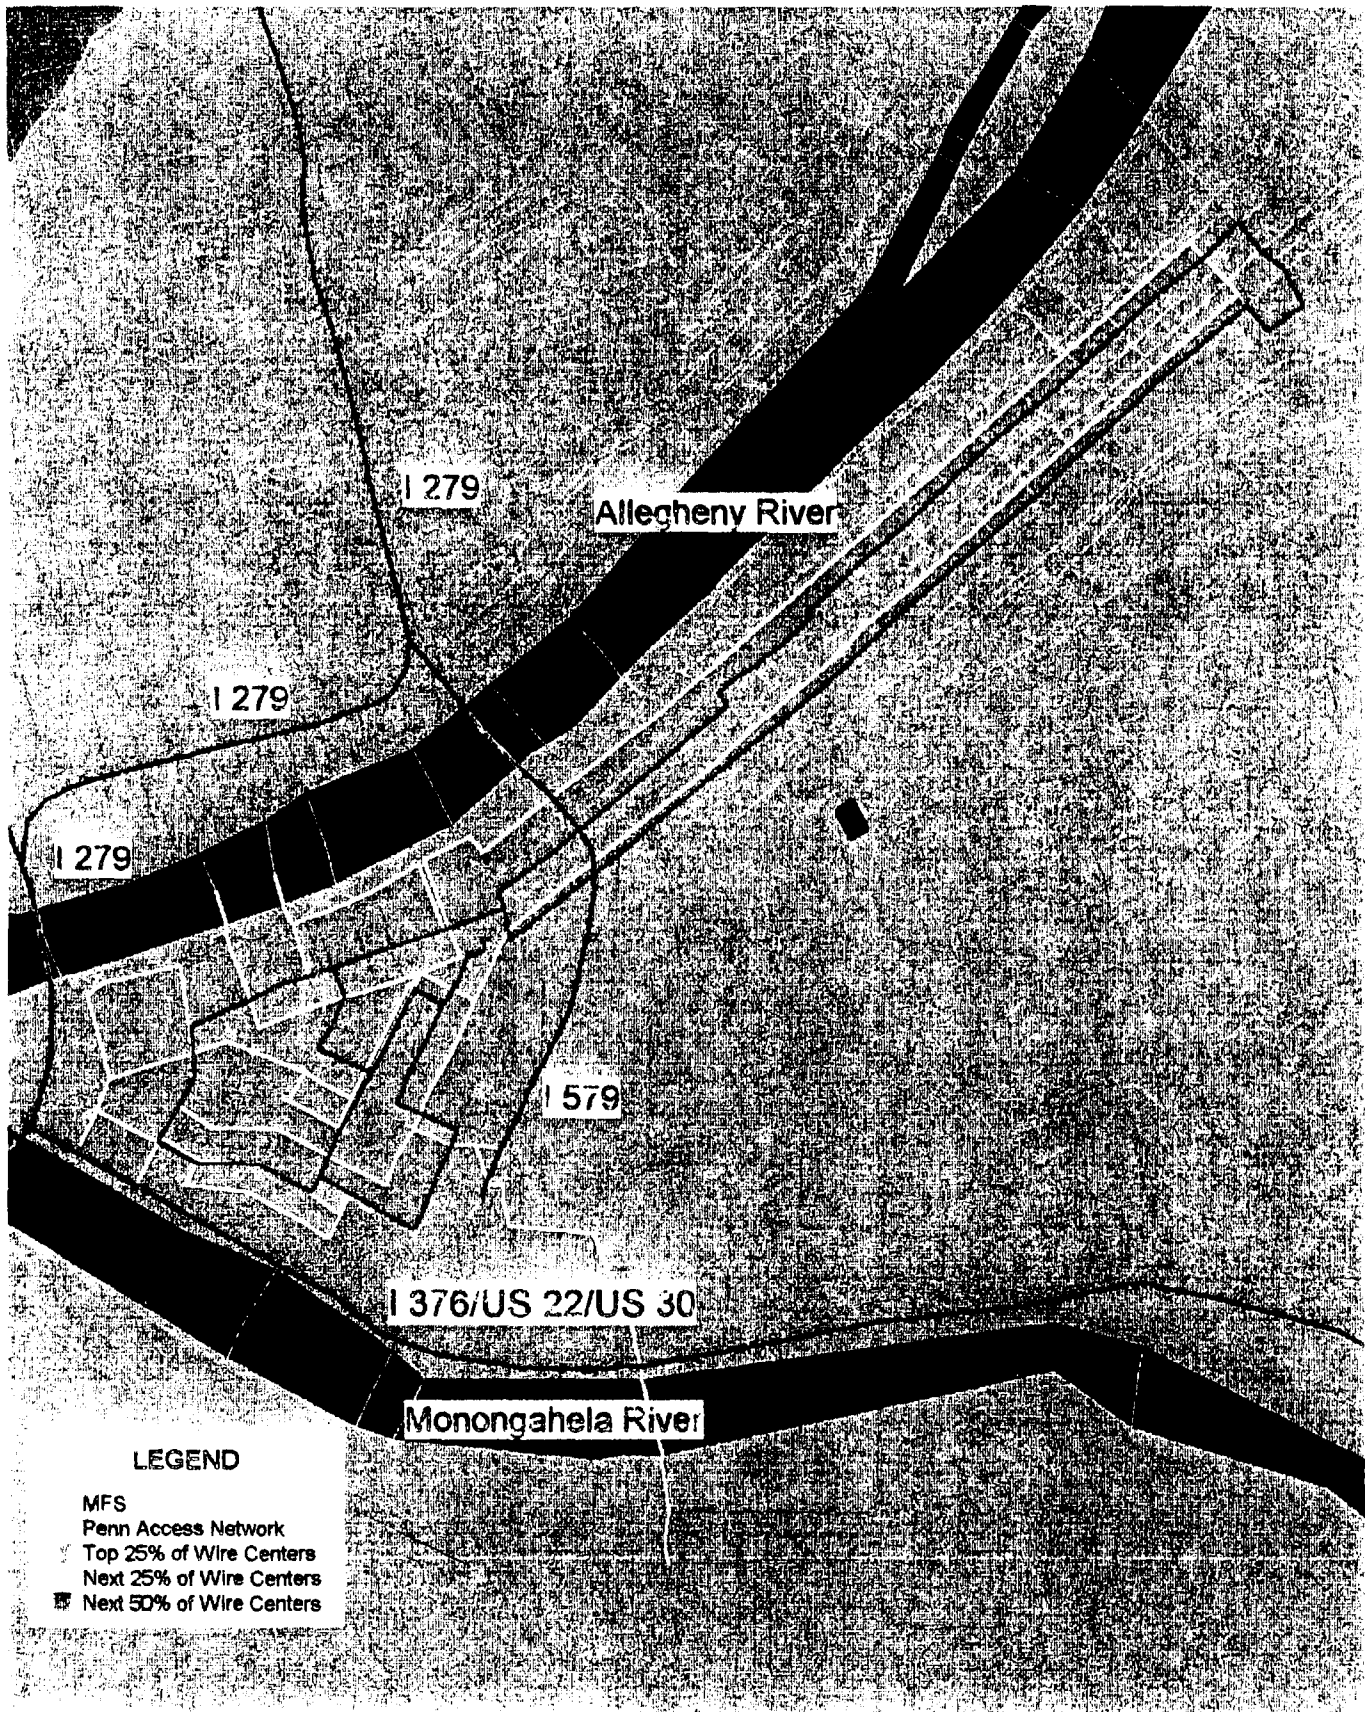 I 279
Allegheny River
I 279
I 279
I 579
I 376/US 22/US 30
Monongahela River
LEGEND
MFS
Penn Access Network
Top 25% of Wire Centers
Next 25% of Wire Centers
Next 50% of Wire Centers